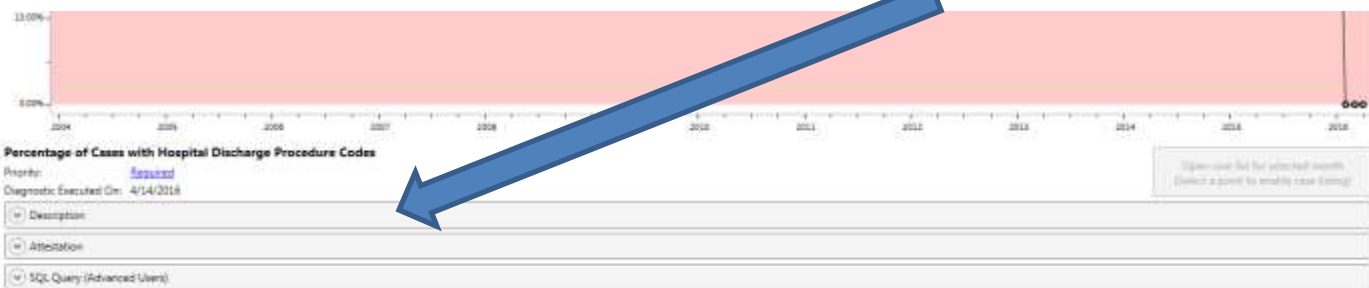 13.00%
0.00%
2004 2005 2006 2007 2008 2010 2011 2012 2013 2014 2015 2016
Percentage of Cases with Hospital Discharge Procedure Codes
Priority: Required
Diagnostic Executed On: 4/14/2016
Open case list for selected month
(Select a point to enable case listing)
Description
Attestation
SQL Query (Advanced Users)